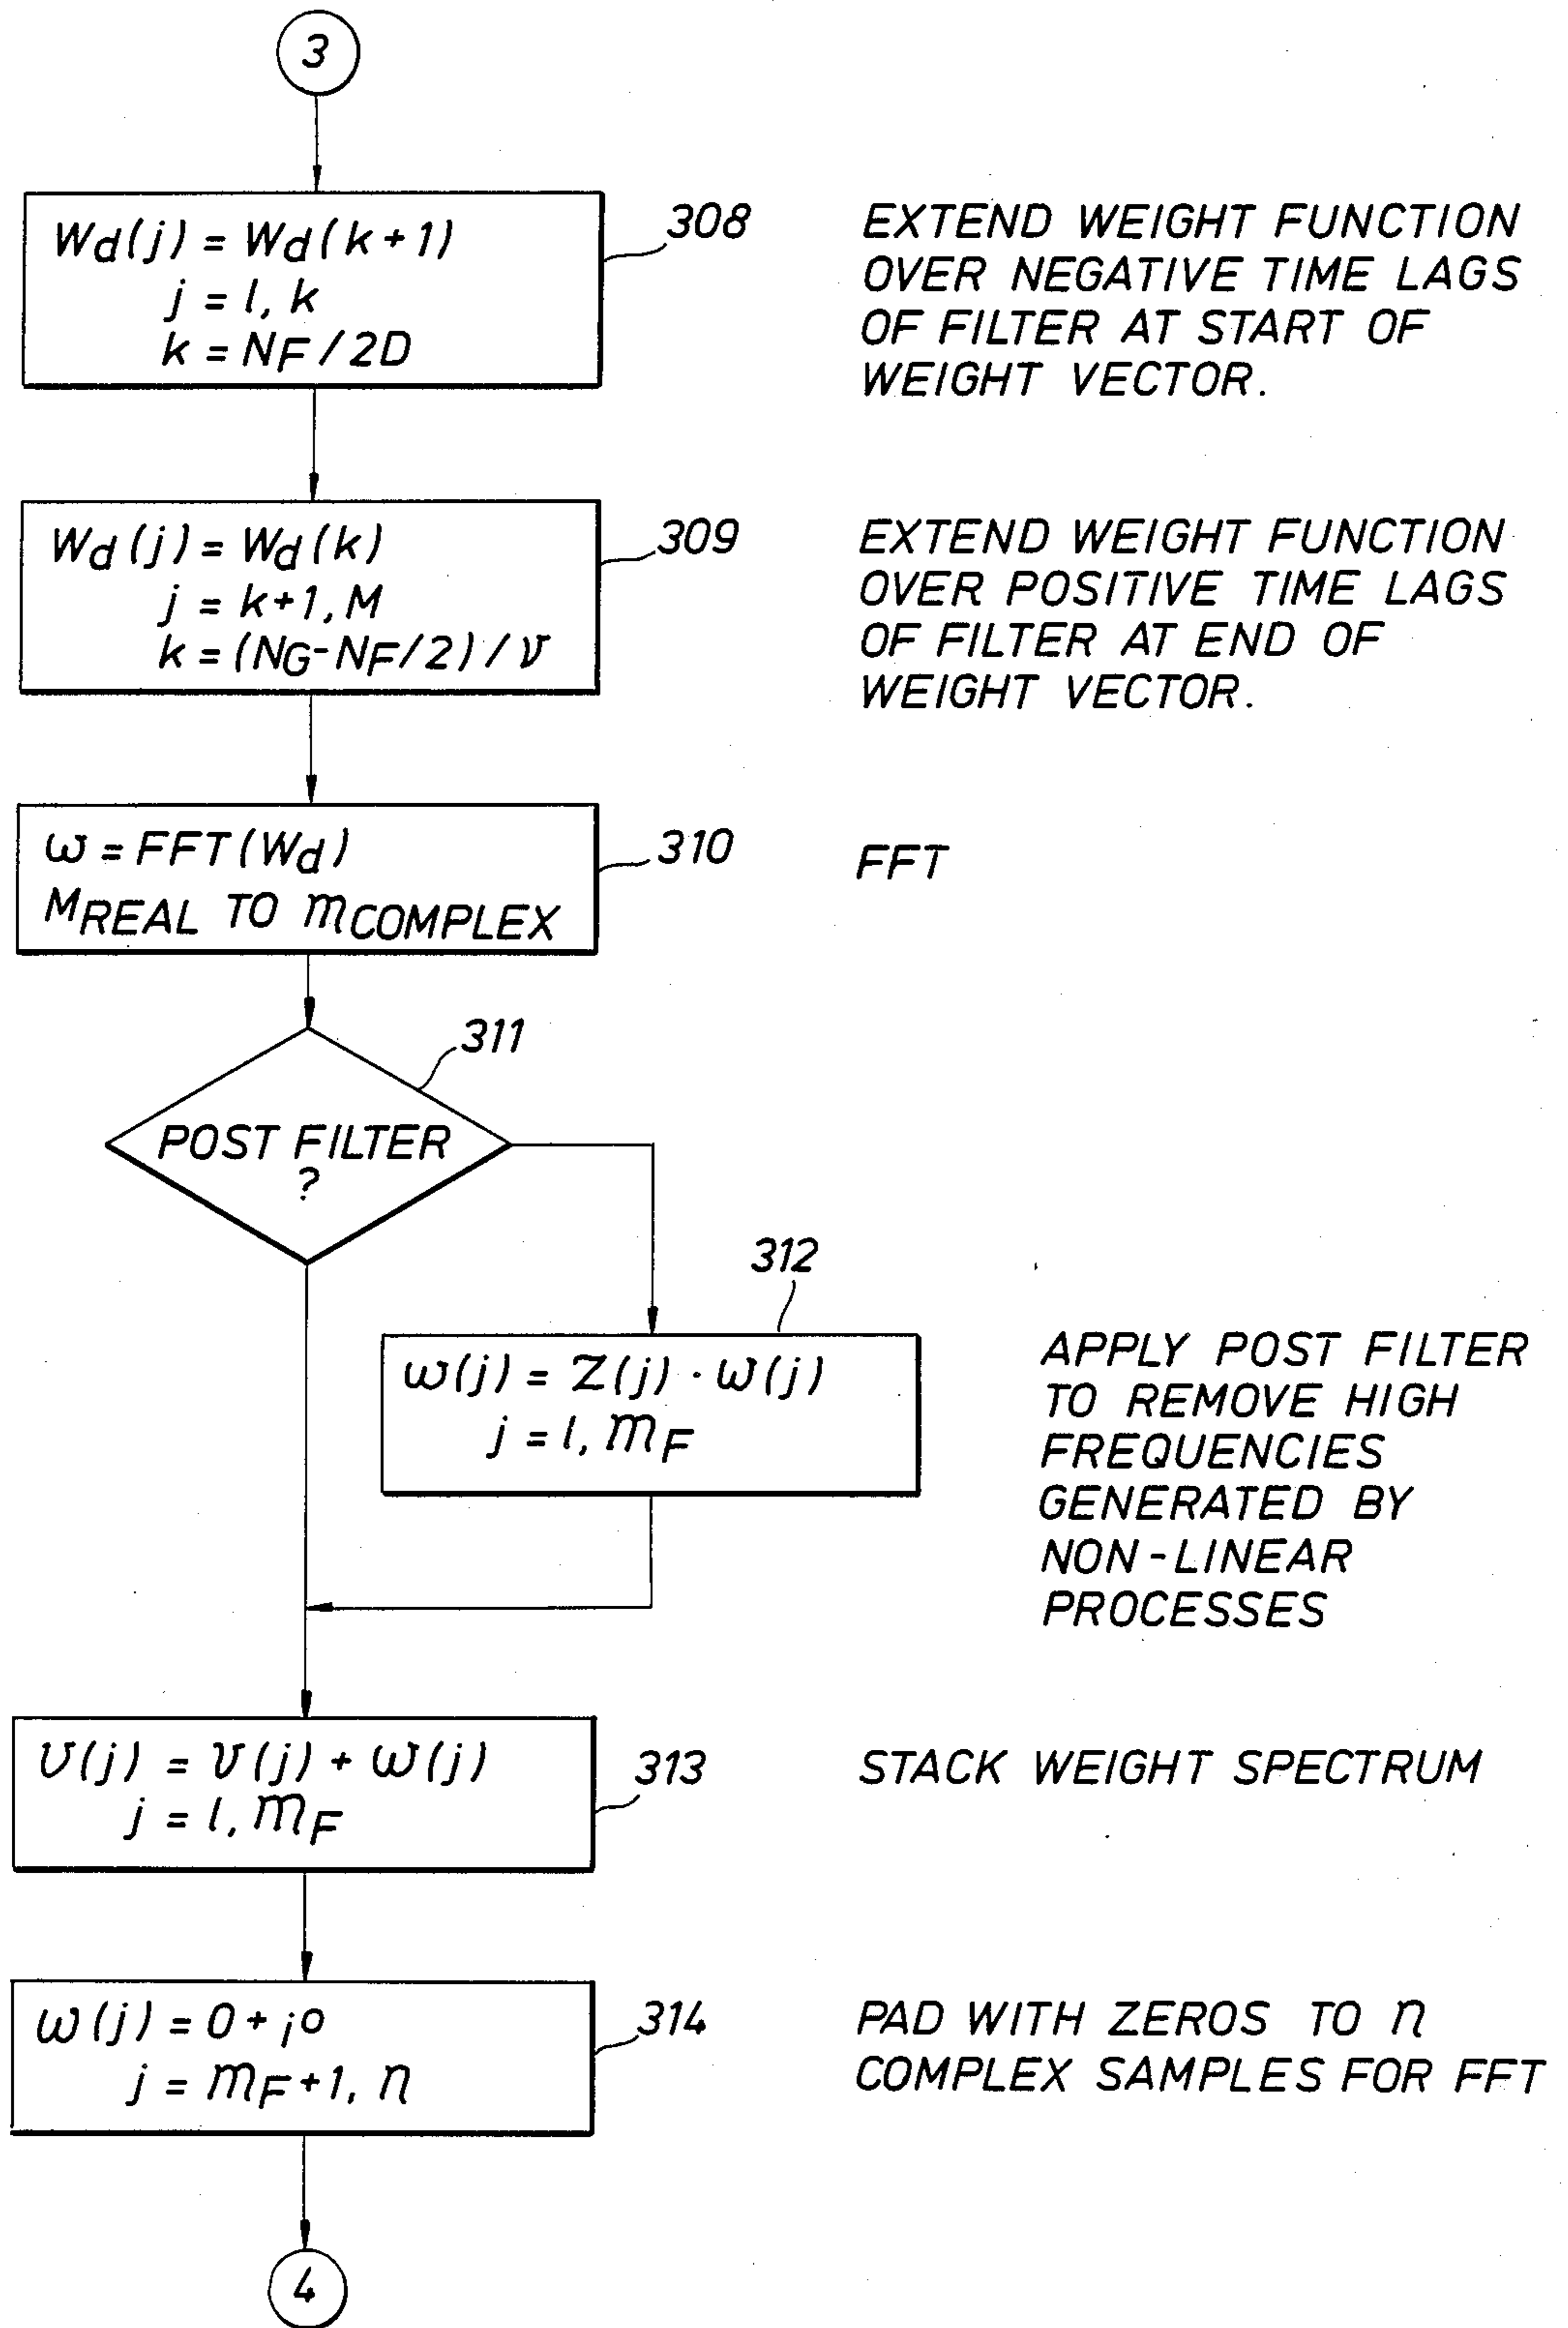 3
Wd(j) = Wd(k+1)
j = l, k
k = NF/2D
308
EXTEND WEIGHT FUNCTION
OVER NEGATIVE TIME LAGS
OF FILTER AT START OF
WEIGHT VECTOR.
Wd(j) = Wd(k)
j = k+1, M
k = (NG-NF/2)/ν
309
EXTEND WEIGHT FUNCTION
OVER POSITIVE TIME LAGS
OF FILTER AT END OF
WEIGHT VECTOR.
ω = FFT(Wd)
MREAL TO mCOMPLEX
310
FFT
311
POST FILTER
?
312
ω(j) = Z(j) · ω(j)
j = l, mF
APPLY POST FILTER
TO REMOVE HIGH
FREQUENCIES
GENERATED BY
NON-LINEAR
PROCESSES
υ(j) = υ(j) + ω(j)
j = l, mF
313
STACK WEIGHT SPECTRUM
ω(j) = 0 + i0
j = mF+1, n
314
PAD WITH ZEROS TO n
COMPLEX SAMPLES FOR FFT
4